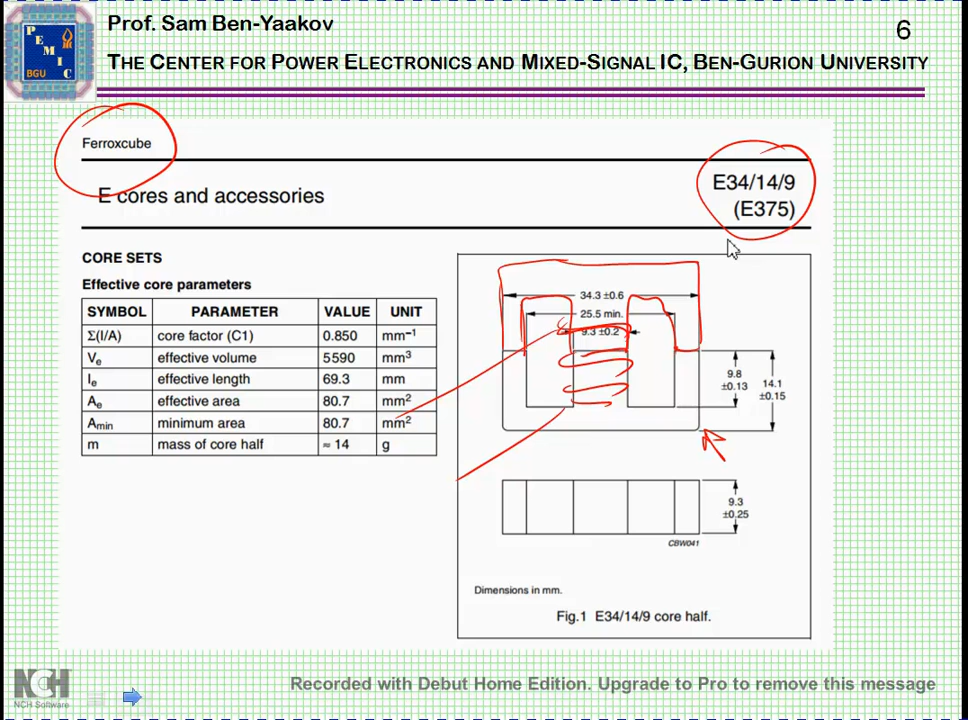 Prof. Sam Ben-Yaakov
6
THE CENTER FOR POWER ELECTRONICS AND MIXED-SIGNAL IC, BEN-GURION UNIVERSITY
P
E
M
I
C
BGU
Ferroxcube
E cores and accessories
E34/14/9
(E375)
CORE SETS
Effective core parameters
SYMBOL PARAMETER VALUE UNIT
Σ(I/A) core factor (C1) 0.850 mm−1
Ve effective volume 5590 mm3
Ie effective length 69.3 mm
Ae effective area 80.7 mm2
Amin minimum area 80.7 mm2
m mass of core half ≈ 14 g
34.3 ±0.6
25.5 min.
9.3 ±0.2
9.8
±0.13
14.1
±0.15
9.3
±0.25
CBW041
Dimensions in mm.
Fig.1 E34/14/9 core half.
NCH
NCH Software
Recorded with Debut Home Edition. Upgrade to Pro to remove this message